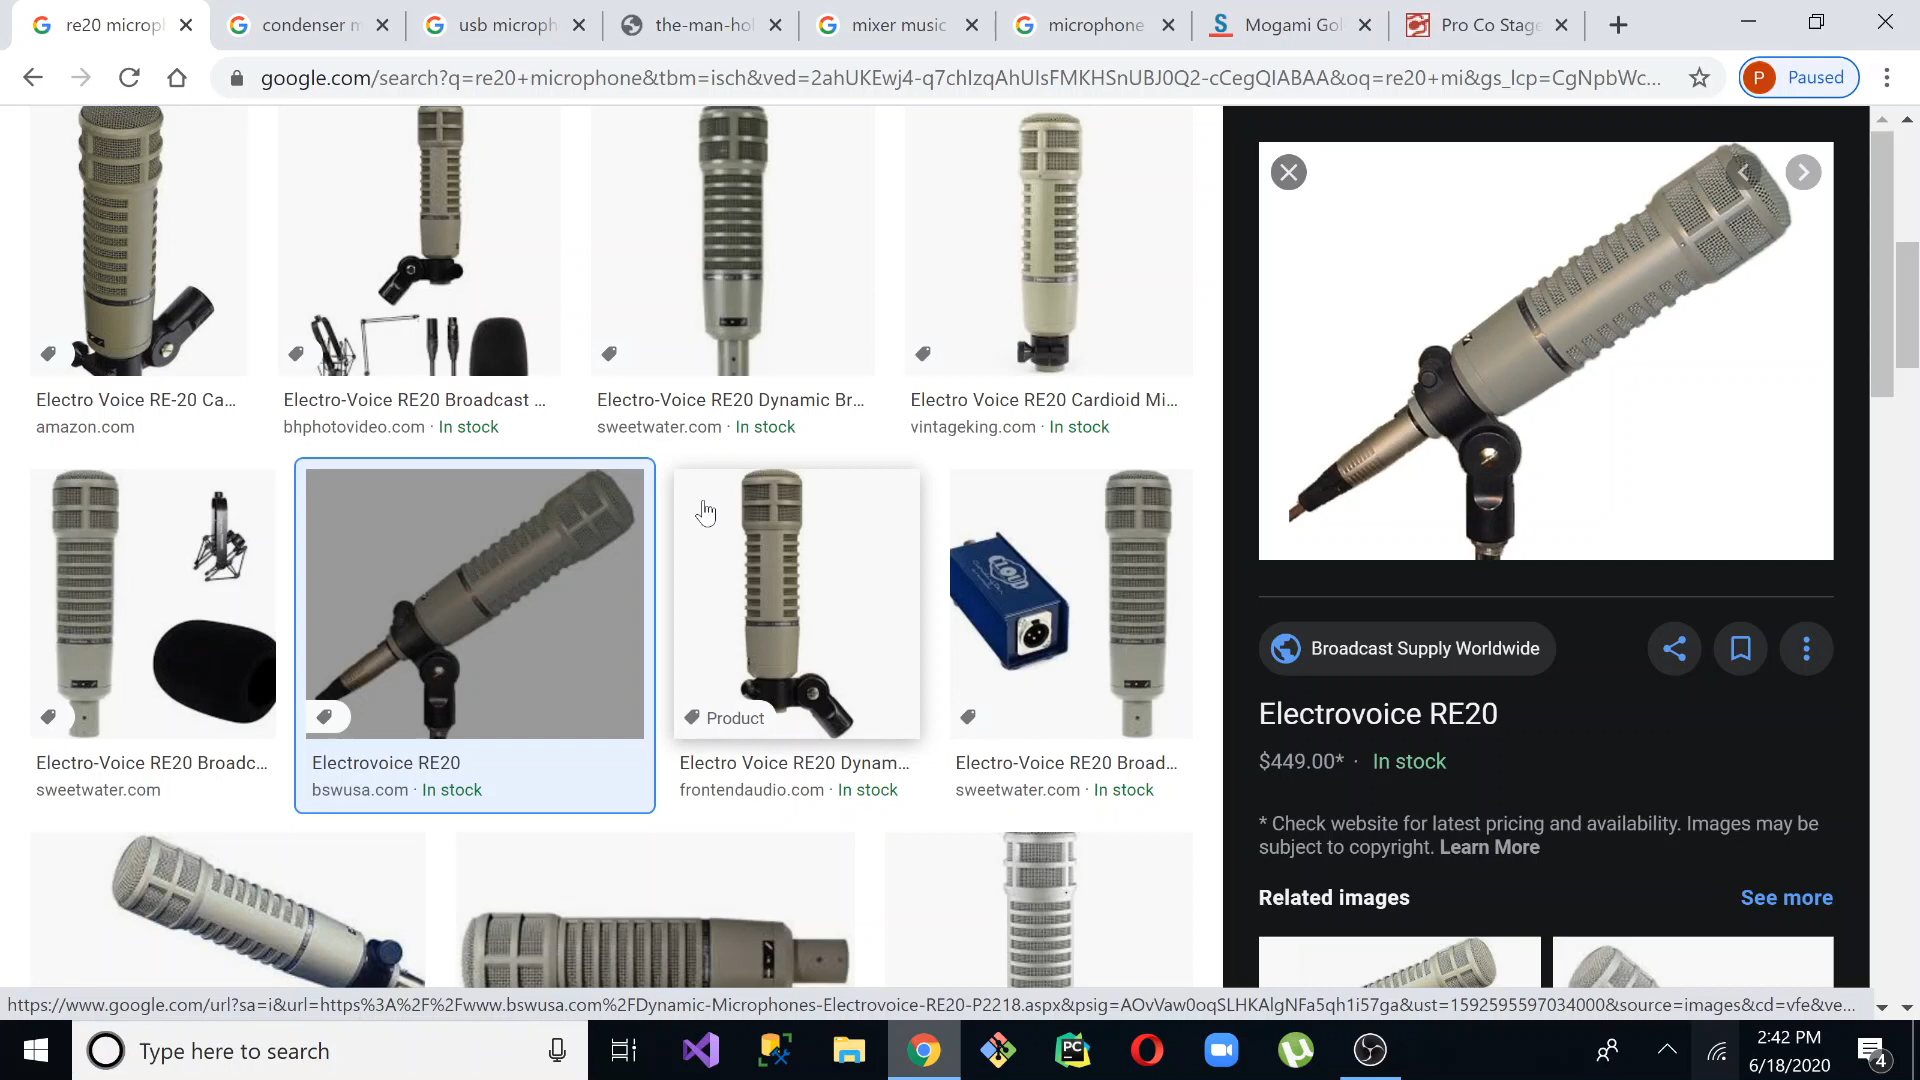 re20 microph
condenser m
usb microph
the-man-hol
mixer music
microphone
Mogami Gol
Pro Co Stage
google.com/search?q=re20+microphone&tbm=isch&ved=2ahUKEwj4-q7chIzqAhUIsFMKHSnUBJ0Q2-cCegQIABAA&oq=re20+mi&gs_lcp=CgNpbWc...
P Paused
Electro Voice RE-20 Ca...
amazon.com
Electro-Voice RE20 Broadcast ...
bhphotovideo.com · In stock
Electro-Voice RE20 Dynamic Br...
sweetwater.com · In stock
Electro Voice RE20 Cardioid Mi...
vintageking.com · In stock
CLOUD
Product
Electro-Voice RE20 Broadc...
sweetwater.com
Electrovoice RE20
bswusa.com · In stock
Electro Voice RE20 Dynam...
frontendaudio.com · In stock
Electro-Voice RE20 Broad...
sweetwater.com · In stock
Broadcast Supply Worldwide
Electrovoice RE20
$449.00* · In stock
* Check website for latest pricing and availability. Images may be
subject to copyright. Learn More
Related images
See more
https://www.google.com/url?sa=i&url=https%3A%2F%2Fwww.bswusa.com%2FDynamic-Microphones-Electrovoice-RE20-P2218.aspx&psig=AOvVaw0oqSLHKAlgNFa5qh1i57ga&ust=1592595597034000&source=images&cd=vfe&ve...
Type here to search
PC
2:42 PM
6/18/2020
4